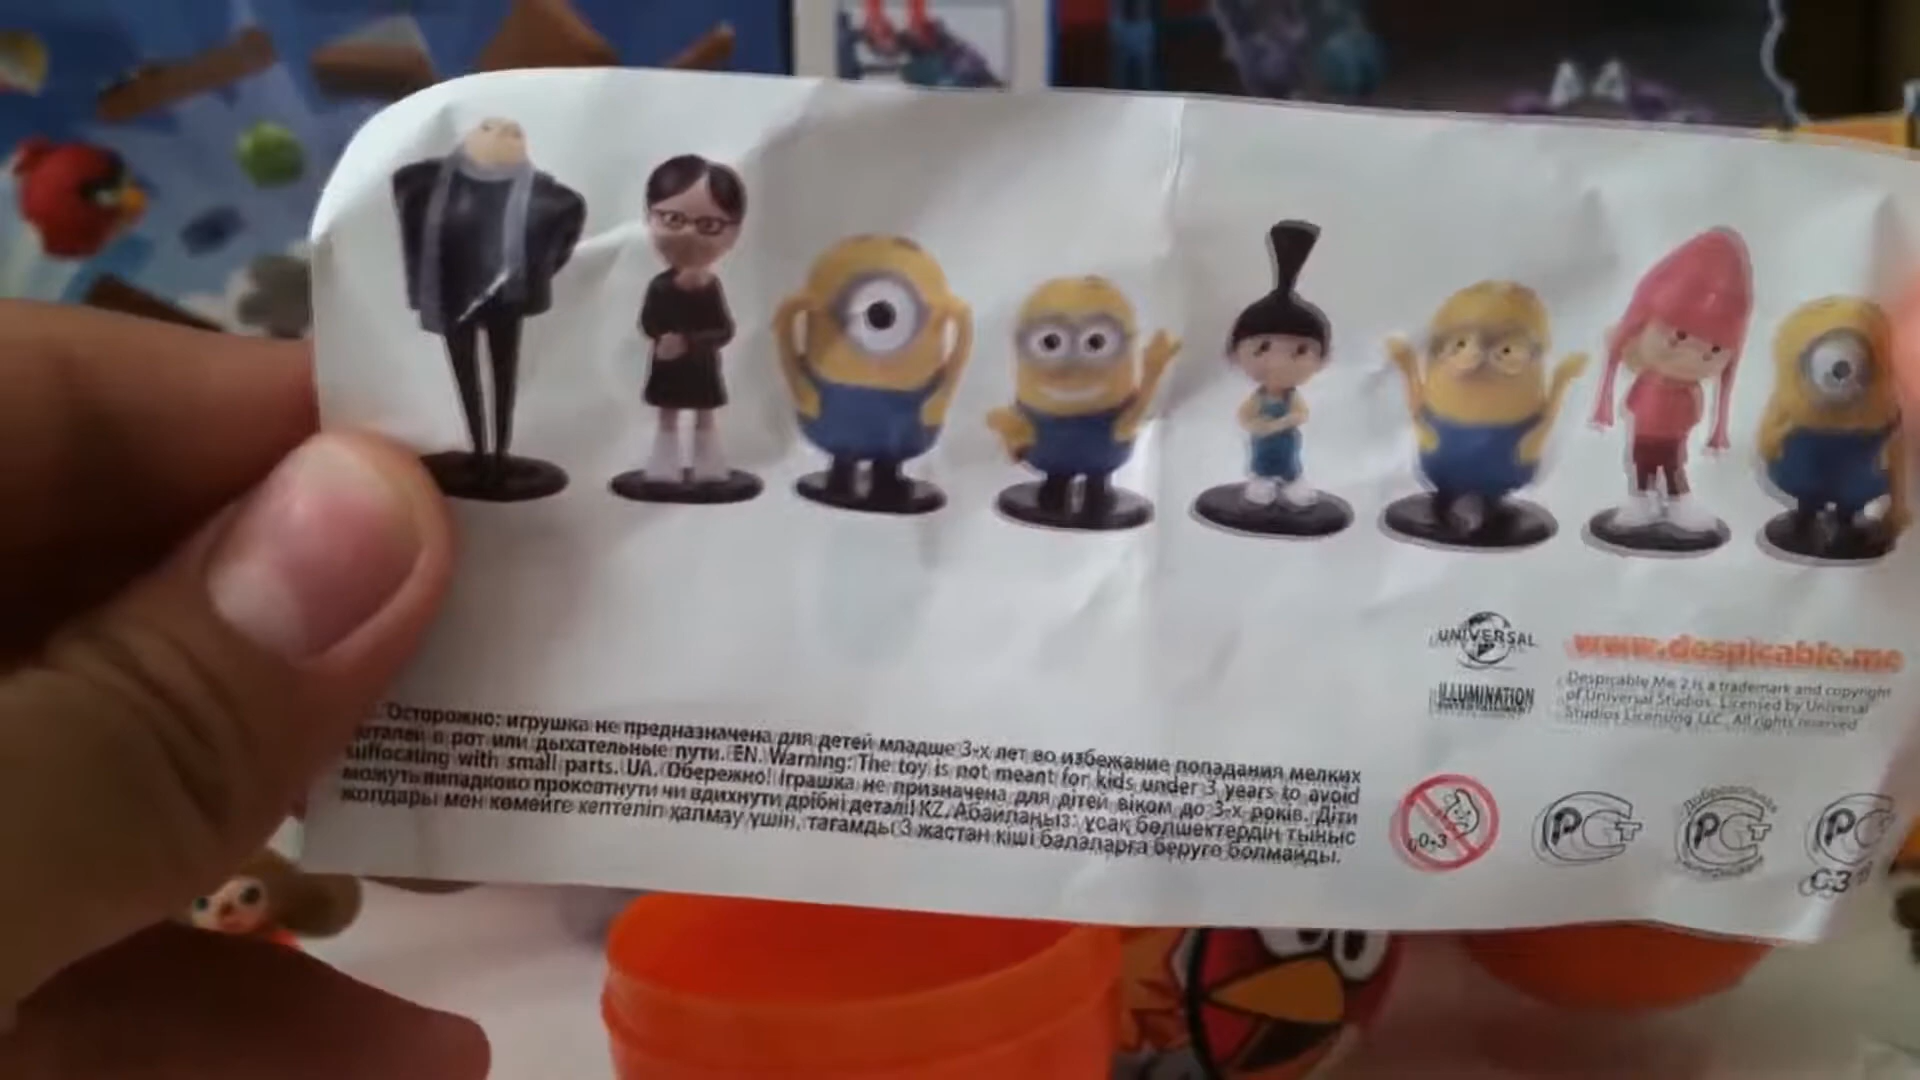 UNIVERSAL
www.despicable.me
ILLUMINATION
ENTERTAINMENT
Despicable Me 2 is a trademark and copyright
of Universal Studios. Licensed by Universal
Studios Licensing LLC. All rights reserved
Осторожно: игрушка не предназначена для детей младше 3-х лет во избежание попадания мелких
деталей в рот или дыхательные пути. EN. Warning: The toy is not meant for kids under 3 years to avoid
suffocating with small parts. UA. Обережно! Іграшка не призначена для дітей віком до 3-х років. Діти
можуть випадково проковтнути чи вдихнути дрібні деталі! KZ. Абайлаңыз: ұсақ бөлшектердің тыныс
жолдары мен көмейге кептеліп қалмау үшін, тағамды 3 жастан кіші балаларға беруге болмайды.
0-3
РСТ
Добровольная
РСТ
РС